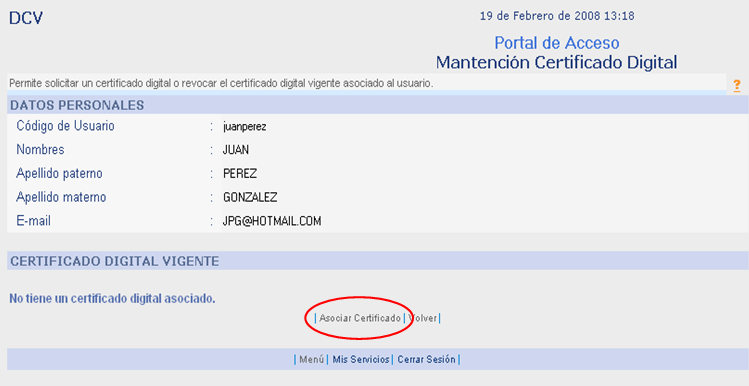 DCV
19 de Febrero de 2008 13:18
Portal de Acceso
Mantención Certificado Digital
Permite solicitar un certificado digital o revocar el certificado digital vigente asociado al usuario.
?
DATOS PERSONALES
Código de Usuario : juanperez
Nombres : JUAN
Apellido paterno : PEREZ
Apellido materno : GONZALEZ
E-mail : JPG@HOTMAIL.COM
CERTIFICADO DIGITAL VIGENTE
No tiene un certificado digital asociado.
| Asociar Certificado | Volver |
| Menú | Mis Servicios | Cerrar Sesión |